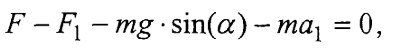 F − F₁ − mg · sin(α) − ma₁ = 0,